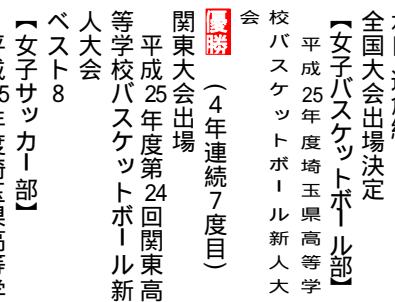 全国大会出場決定
【女子バスケットボール部】
平成25年度埼玉県高等学
校バスケットボール新人大
会
優勝（4年連続7度目）
関東大会出場
平成25年度第24回関東高
等学校バスケットボール新
人大会
ベスト8
【女子サッカー部】